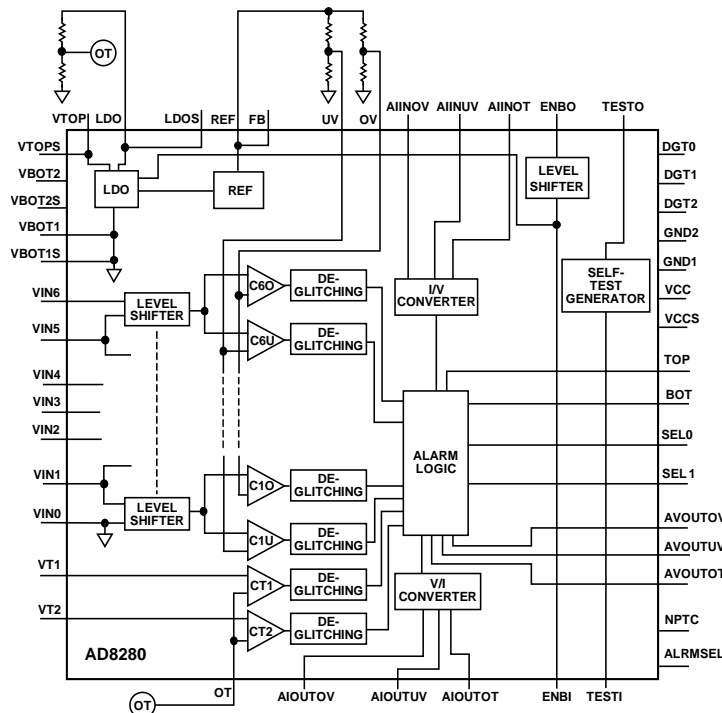 OT
VTOP LDO LDOS REF FB UV OV AIINOV AIINUV AIINOT ENBO TESTO
VTOPS
VBOT2
VBOT2S
VBOT1
VBOT1S
VIN6
VIN5
VIN4
VIN3
VIN2
VIN1
VIN0
VT1
VT2
LDO
REF
LEVEL
SHIFTER
LEVEL
SHIFTER
C6O
DE-
GLITCHING
C6U
DE-
GLITCHING
C1O
DE-
GLITCHING
C1U
DE-
GLITCHING
CT1
DE-
GLITCHING
CT2
DE-
GLITCHING
I/V
CONVERTER
ALARM
LOGIC
V/I
CONVERTER
LEVEL
SHIFTER
SELF-
TEST
GENERATOR
DGT0
DGT1
DGT2
GND2
GND1
VCC
VCCS
TOP
BOT
SEL0
SEL1
AVOUTOV
AVOUTUV
AVOUTOT
NPTC
ALRMSEL
AD8280
OT
OT AIOUTOV AIOUTUV AIOUTOT ENBI TESTI